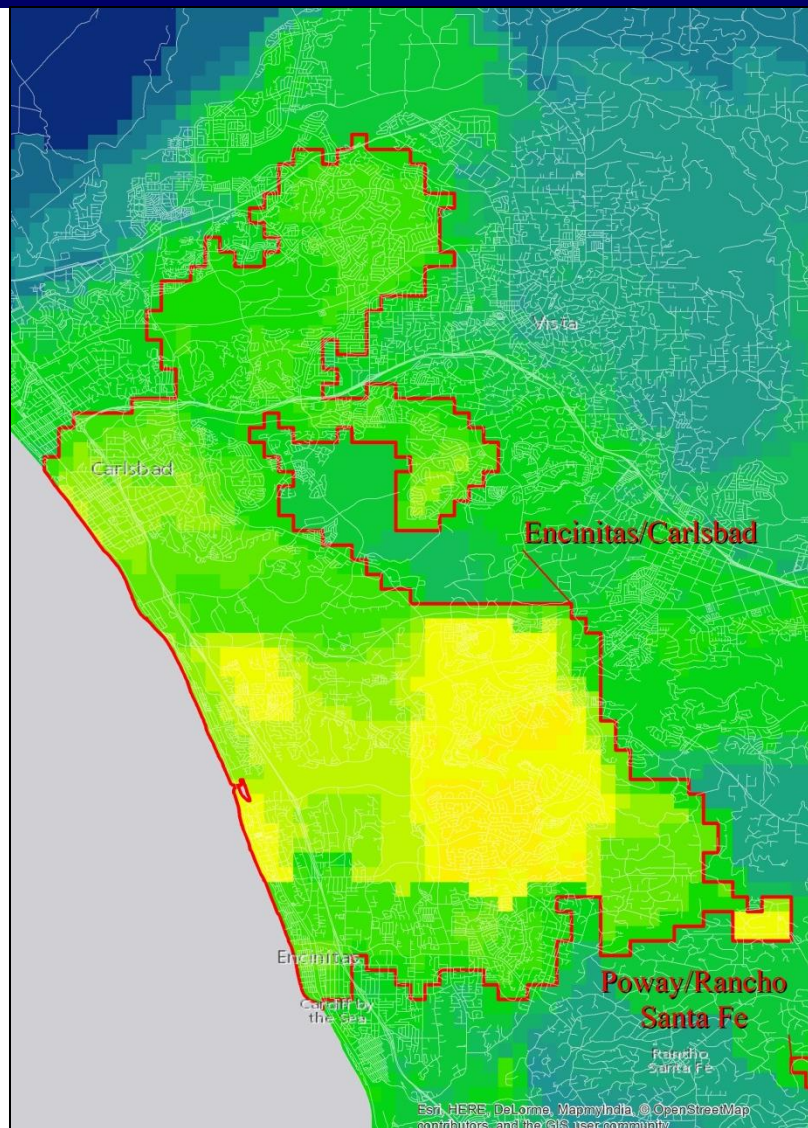 Vista
Carlsbad
Encinitas/Carlsbad
Encinitas
Cardiff by
the Sea
Poway/Rancho
Santa Fe
Rancho
Santa Fe
Esri, HERE, DeLorme, MapmyIndia, © OpenStreetMap
contributors, and the GIS user community